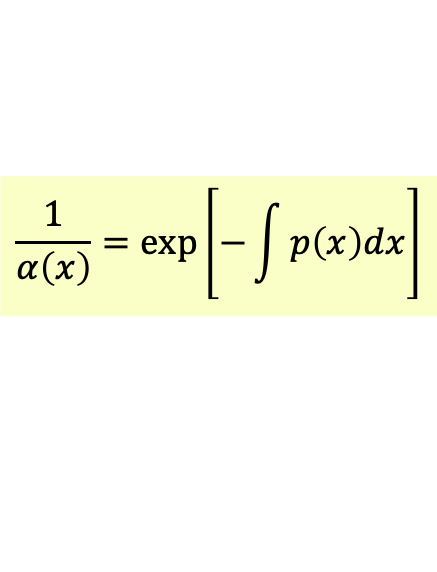 1/α(x) = exp[−∫ p(x)dx]